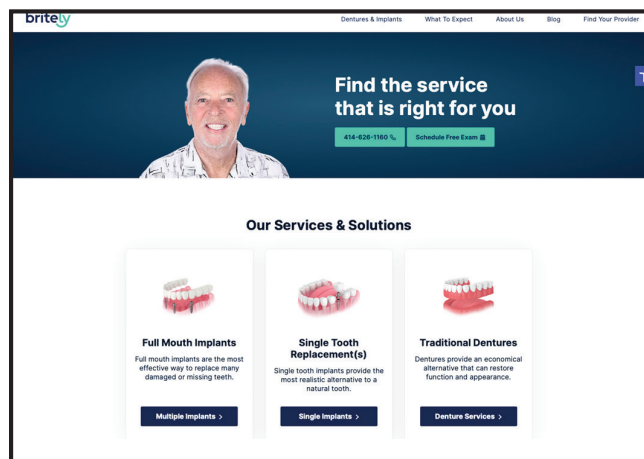 britely
Dentures & Implants What To Expect About Us Blog Find Your Provider
Find the service
that is right for you
414-626-1160 Schedule Free Exam
Our Services & Solutions
Full Mouth Implants
Full mouth implants are the most
effective way to replace many
damaged or missing teeth.
Multiple Implants >
Single Tooth
Replacement(s)
Single tooth implants provide the
most realistic alternative to a
natural tooth.
Single Implants >
Traditional Dentures
Dentures provide an economical
alternative that can restore
function and appearance.
Denture Services >